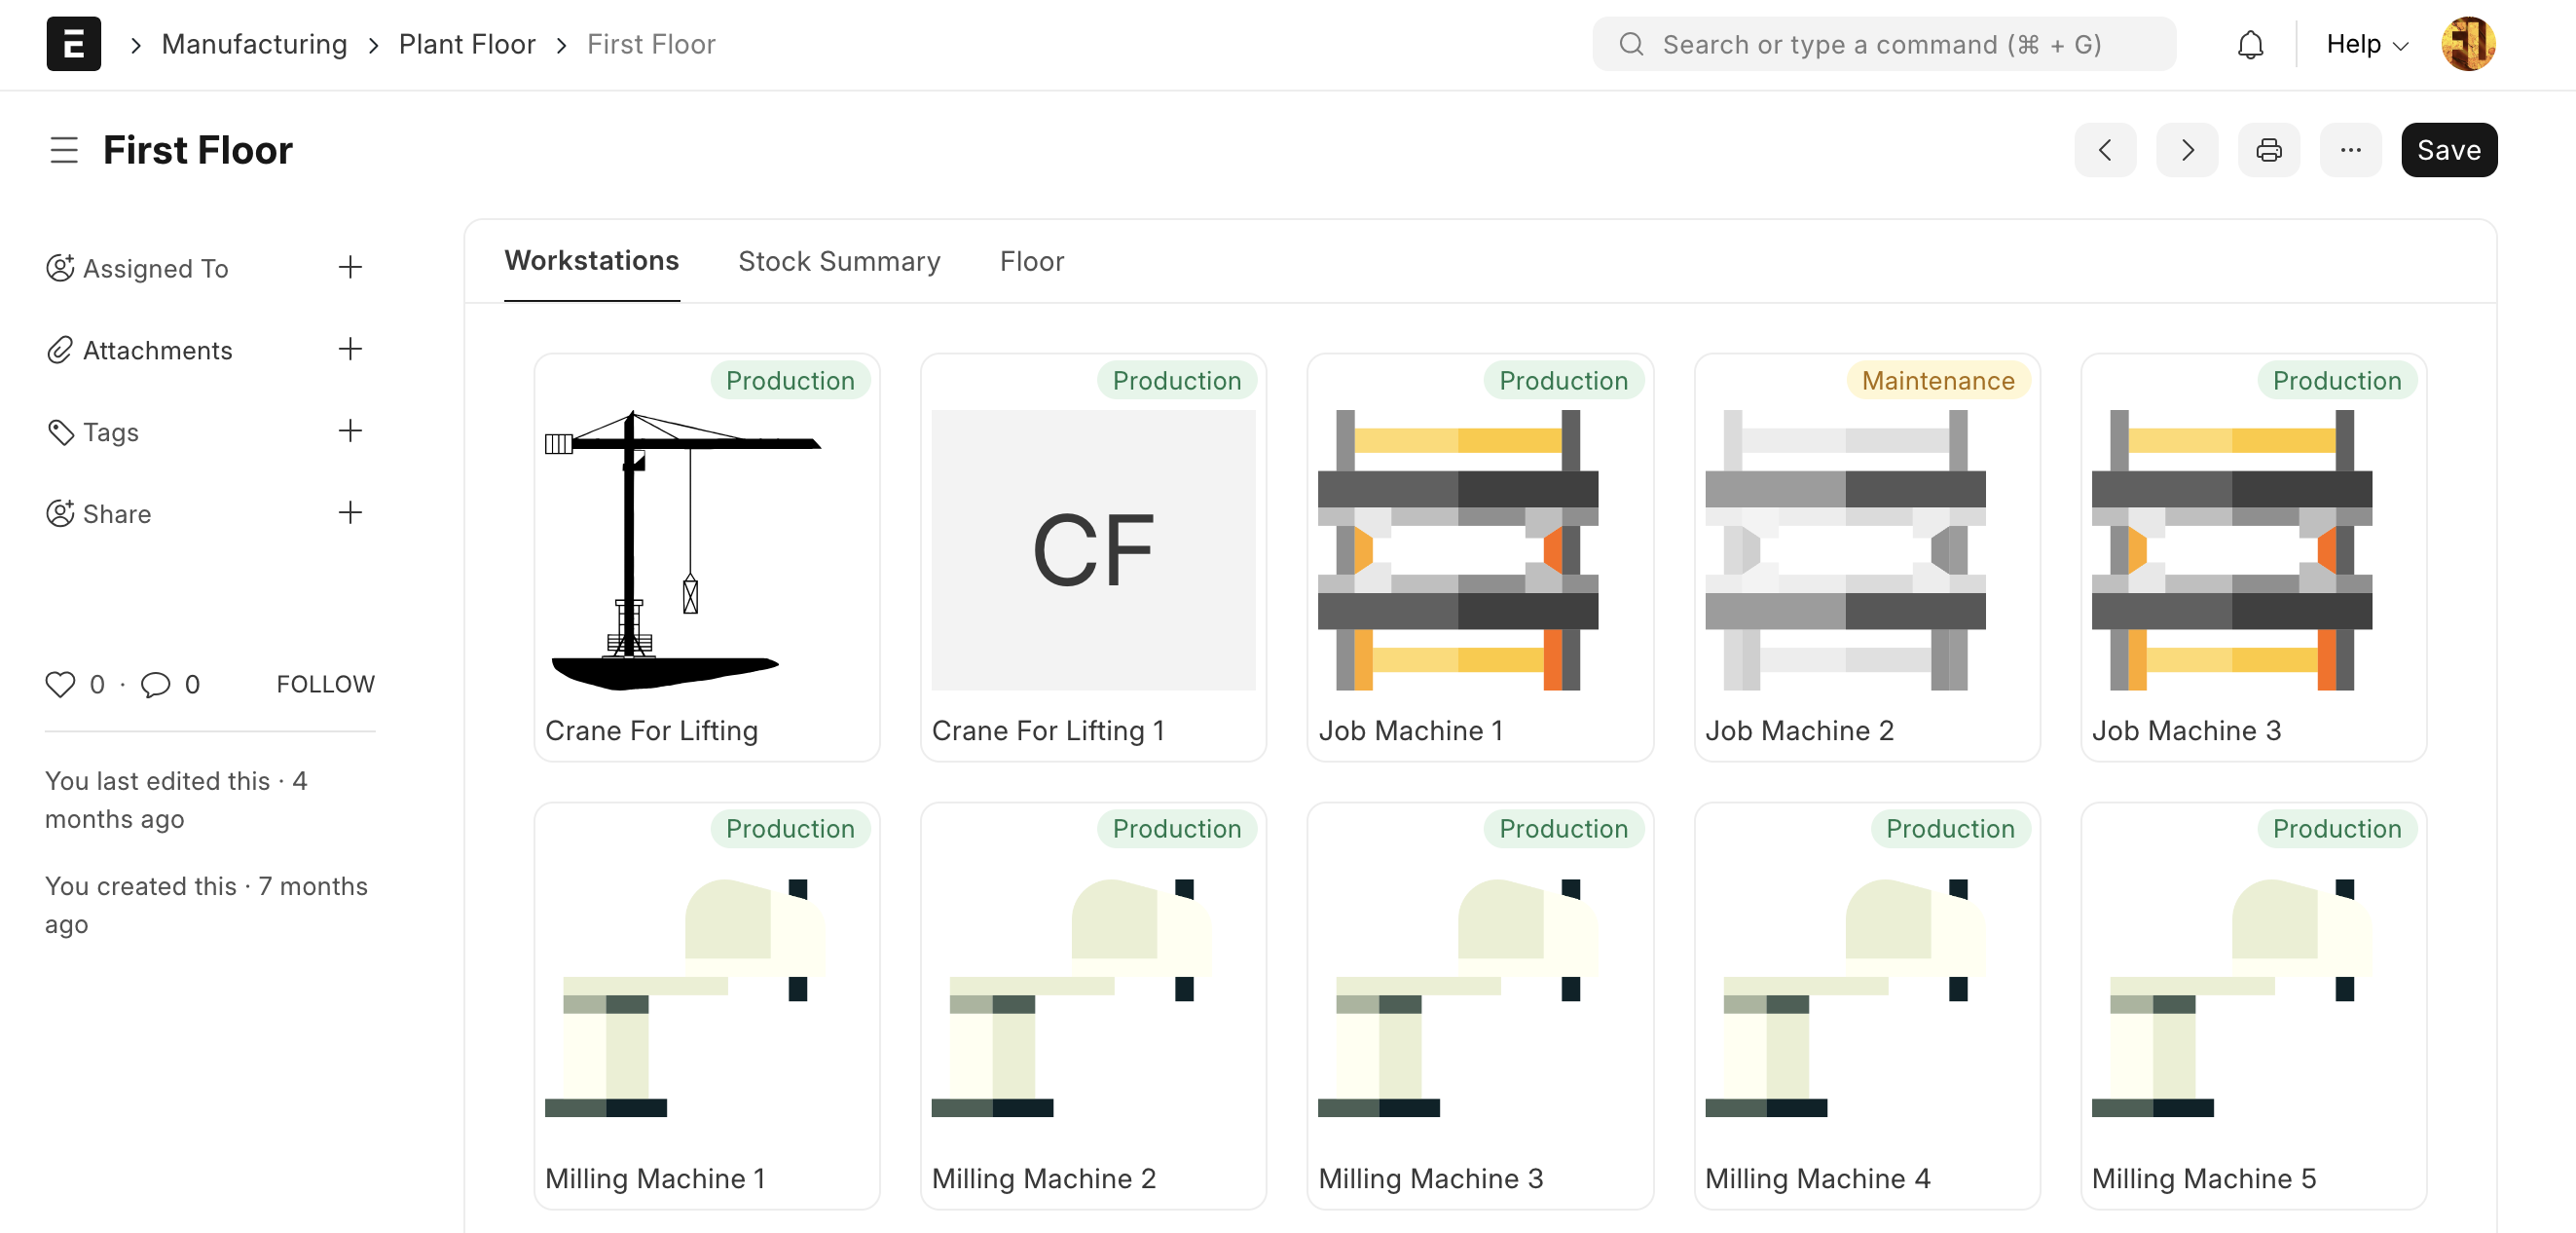 Manufacturing
Plant Floor
First Floor
Search or type a command (⌘ + G)
Help
First Floor
Save
Assigned To
Attachments
Tags
Share
0 · 0
FOLLOW
You last edited this · 4
months ago
You created this · 7 months
ago
Workstations
Stock Summary
Floor
Production
Crane For Lifting
Production
CF
Crane For Lifting 1
Production
Job Machine 1
Maintenance
Job Machine 2
Production
Job Machine 3
Production
Milling Machine 1
Production
Milling Machine 2
Production
Milling Machine 3
Production
Milling Machine 4
Production
Milling Machine 5